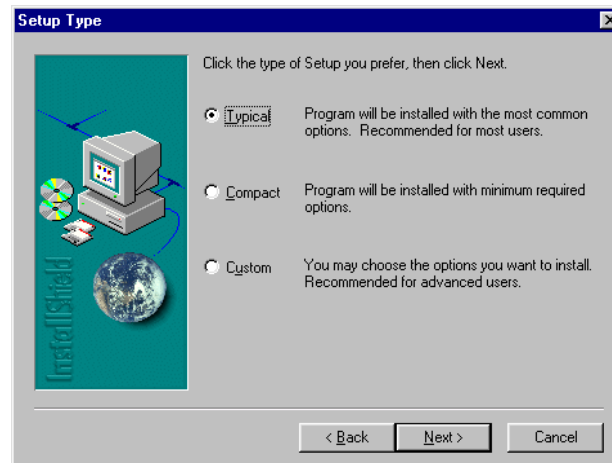 Setup Type
Click the type of Setup you prefer, then click Next.
Typical
Program will be installed with the most common
options. Recommended for most users.
Compact
Program will be installed with minimum required
options.
Custom
You may choose the options you want to install.
Recommended for advanced users.
InstallShield
< Back
Next >
Cancel